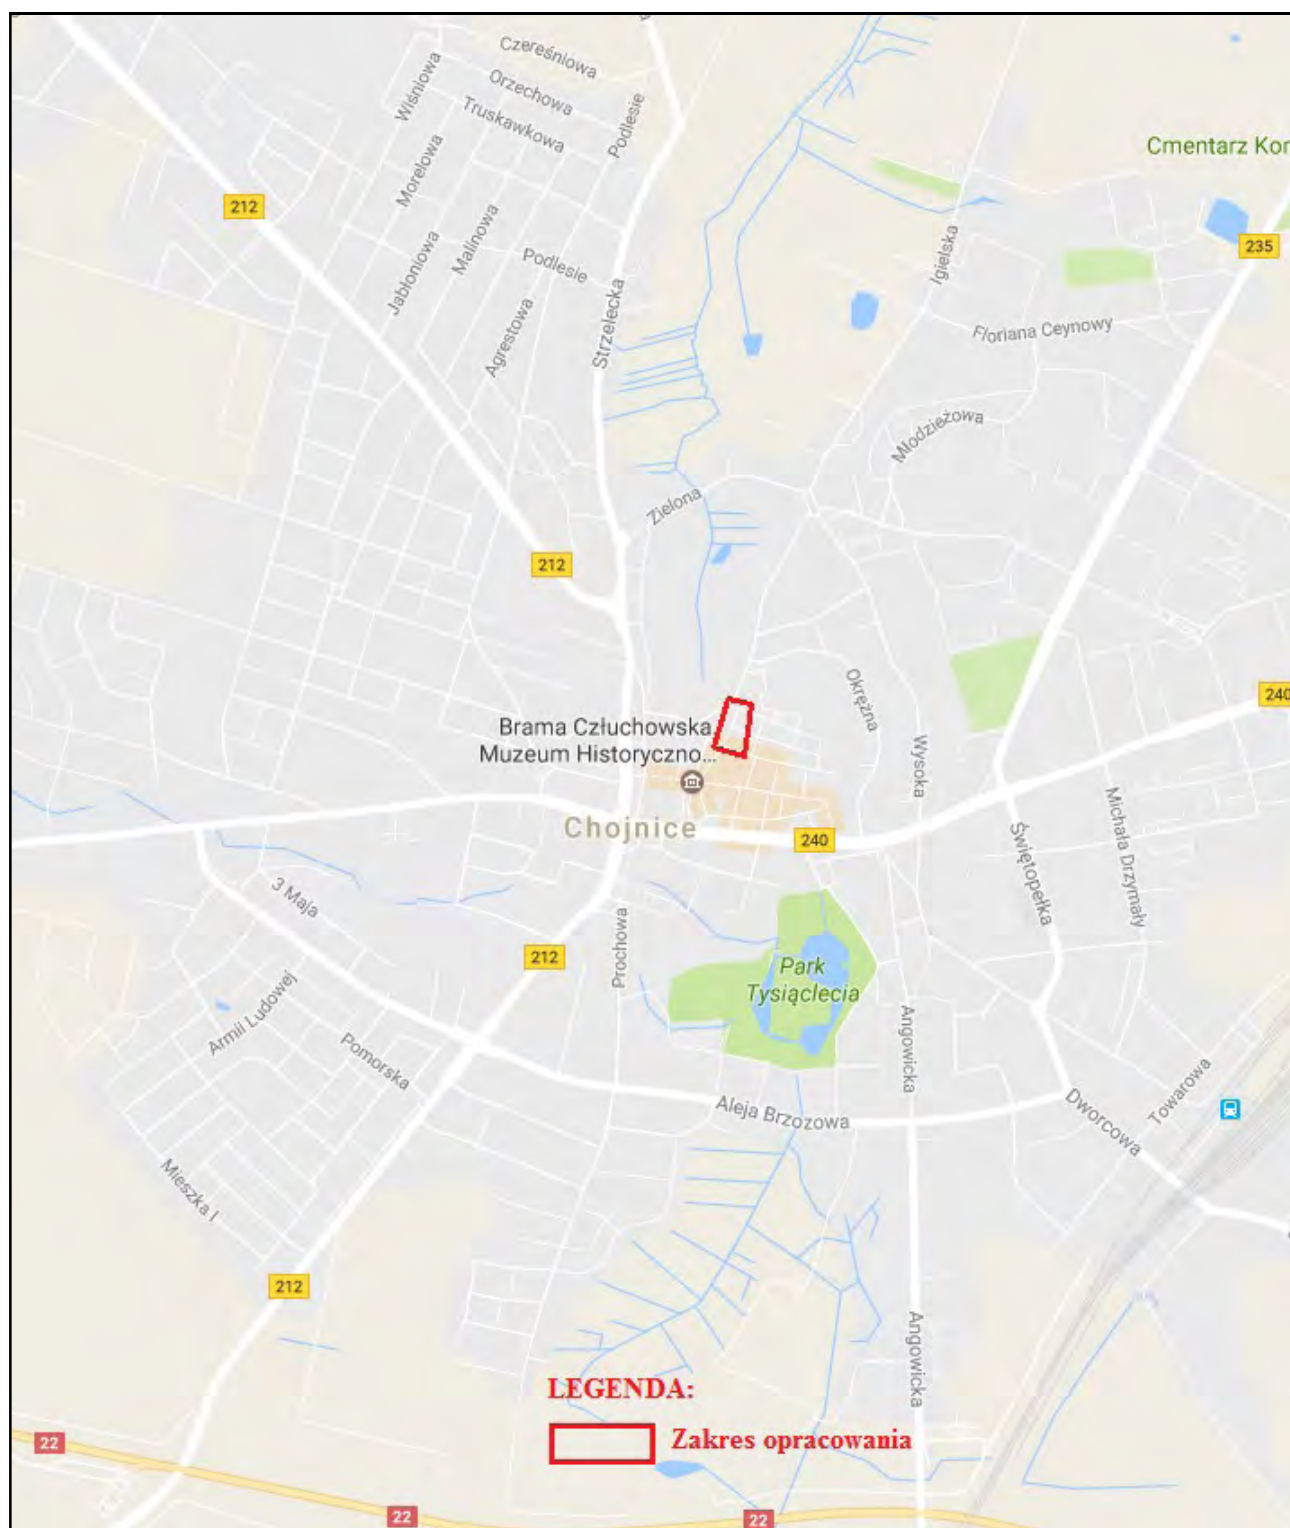 Czereśniowa
Orzechowa
Truskawkowa
Wiśniowa
Podlesie
Morelowa
Cmentarz Kor
212
Malinowa
Jabłoniowa
Podlesie
Igielska
235
Strzelecka
Agrestowa
Floriana Ceynowy
Młodzieżowa
Zielona
212
Okrężna
240
Brama Człuchowska.
Muzeum Historyczno...
Wysoka
Michała Drzymały
Chojnice
240
Świętopełka
3 Maja
Prochowa
212
Park
Tysiąclecia
Armii Ludowej
Pomorska
Angowicka
Towarowa
Aleja Brzozowa
Dworcowa
Mieszka I
212
Angowicka
LEGENDA:
Zakres opracowania
22
22
22